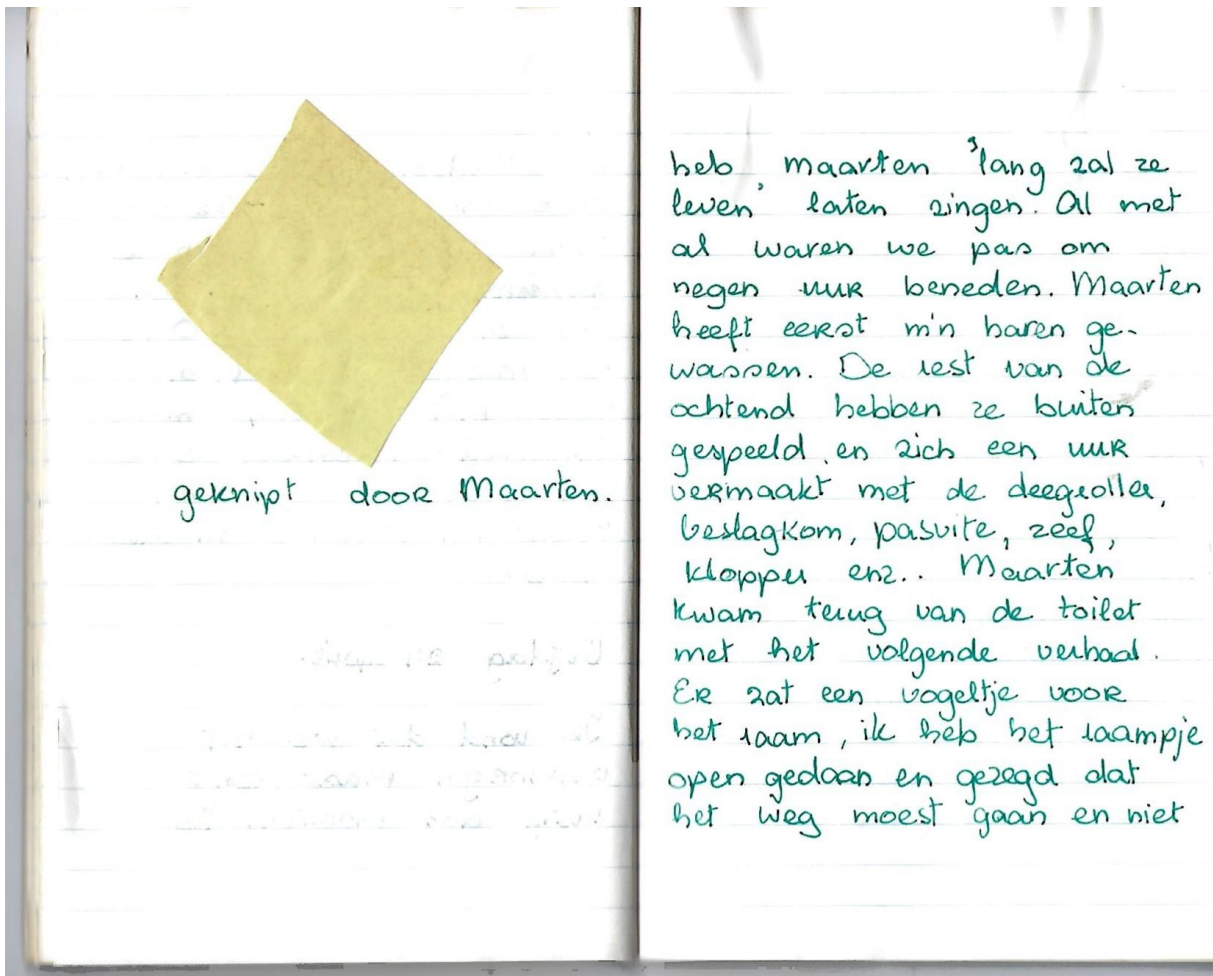 geknipt door Maarten.
heb, maarten 'lang zal ze
leven' laten zingen. Al met
al waren we pas om
negen uur beneden. Maarten
heeft eerst m'n haren ge-
wassen. De rest van de
ochtend hebben ze buiten
gespeeld en zich een uur
vermaakt met de deegroller,
beslagkom, pasvite, zeef,
klopper enz.. Maarten
kwam terug van de toilet
met het volgende verhaal.
Er zat een vogeltje voor
het raam, ik heb het raampje
open gedaan en gezegd dat
het weg moest gaan en niet